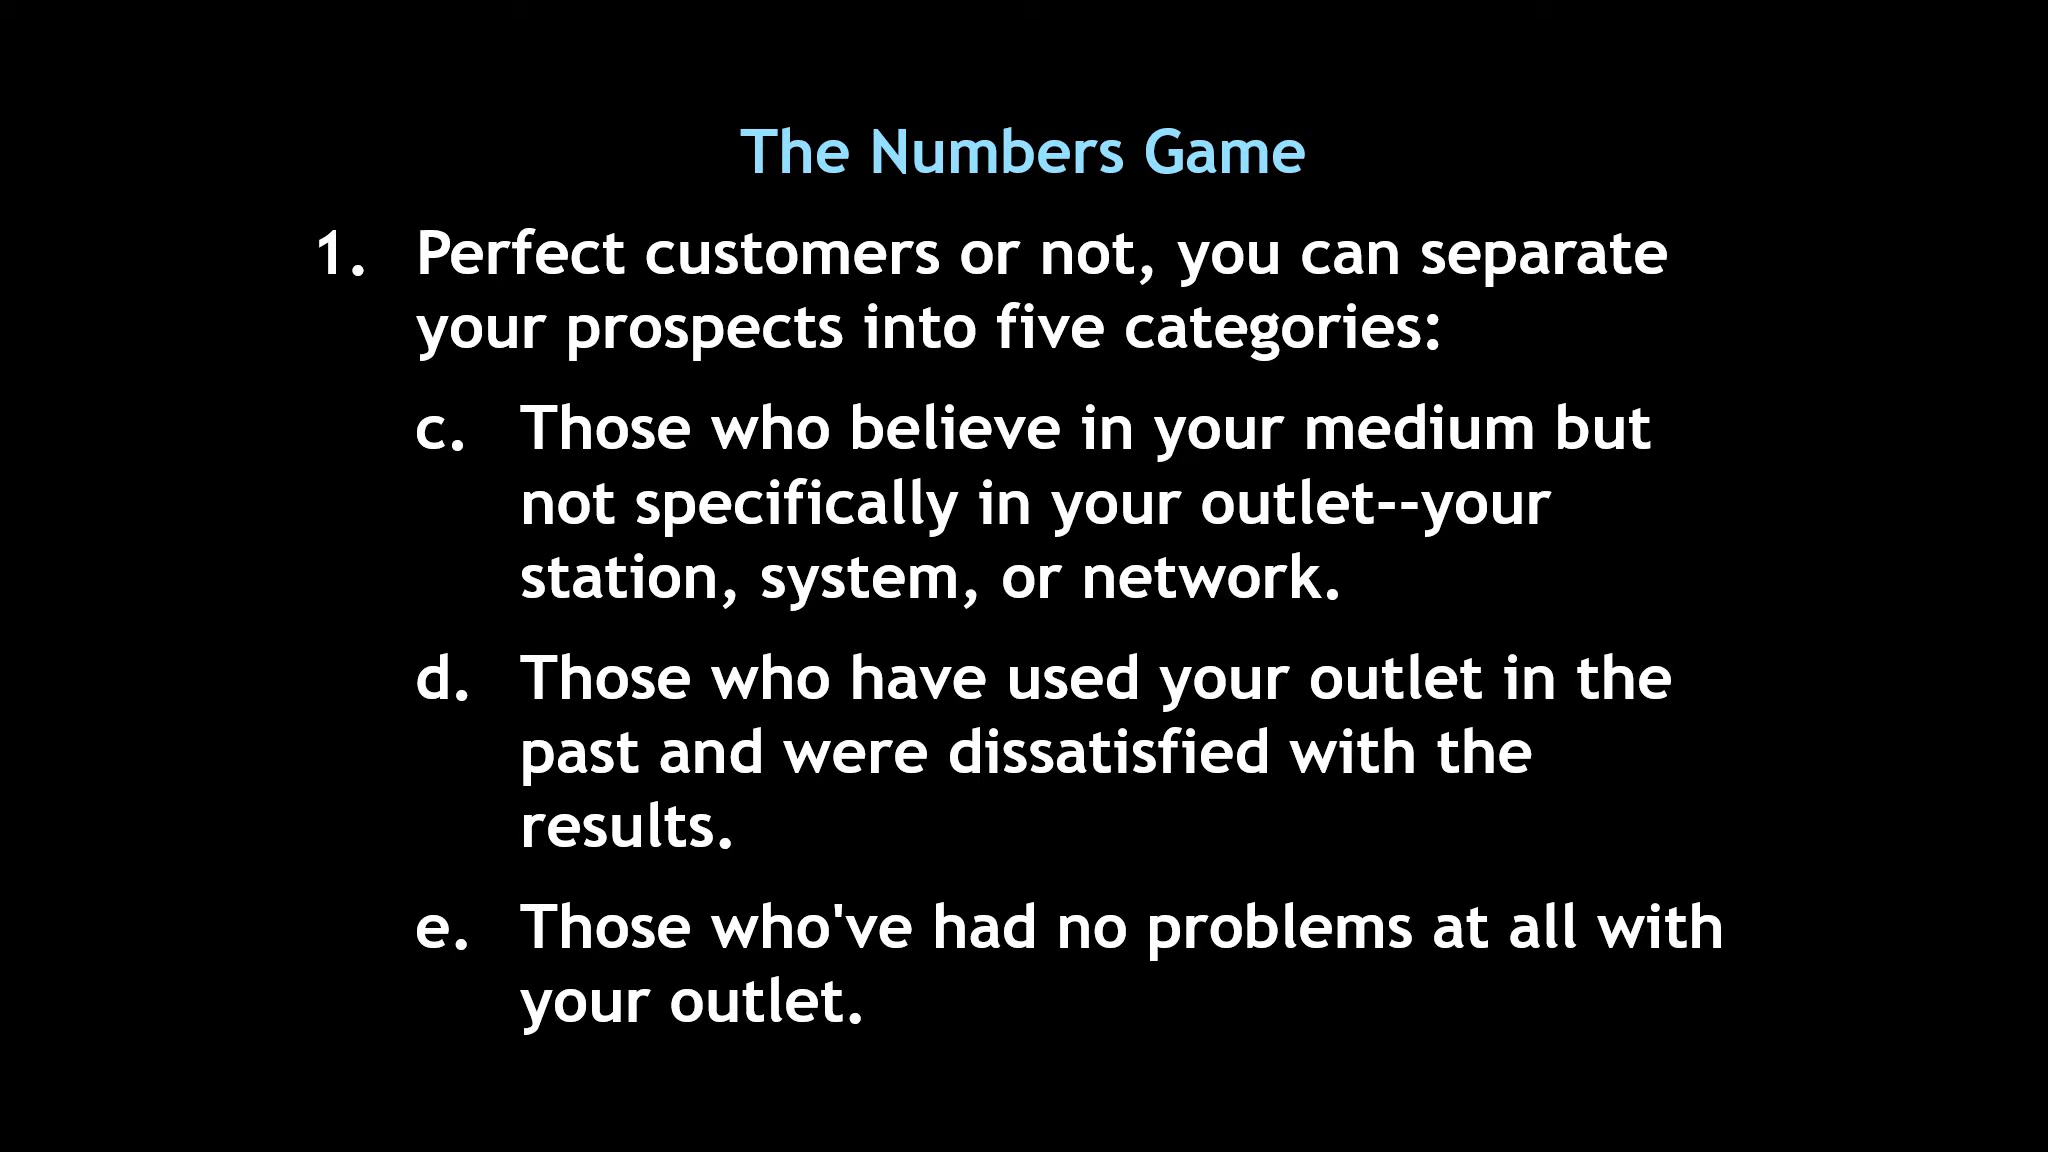 The Numbers Game
1. Perfect customers or not, you can separate
your prospects into five categories:
c. Those who believe in your medium but
not specifically in your outlet--your
station, system, or network.
d. Those who have used your outlet in the
past and were dissatisfied with the
results.
e. Those who've had no problems at all with
your outlet.